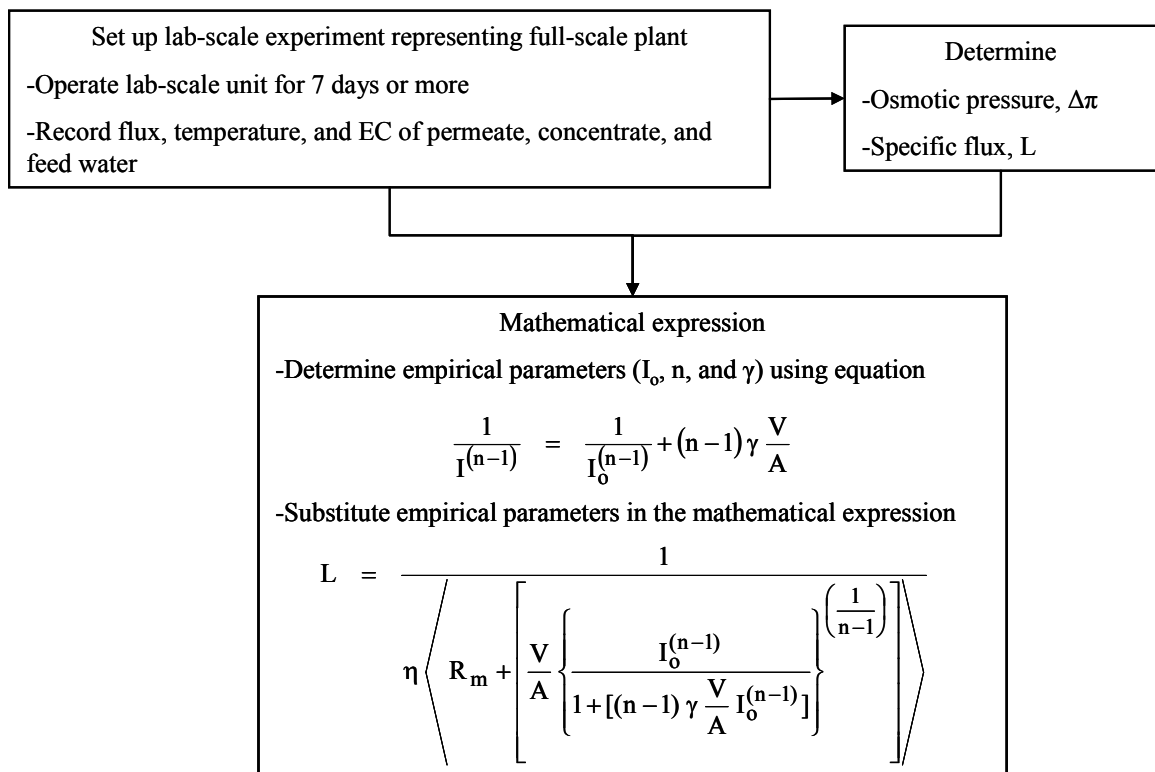 Set up lab-scale experiment representing full-scale plant
-Operate lab-scale unit for 7 days or more
-Record flux, temperature, and EC of permeate, concentrate, and
feed water
Determine
-Osmotic pressure, Δπ
-Specific flux, L
Mathematical expression
-Determine empirical parameters (I_o, n, and γ) using equation
1/I^(n−1) = 1/I_o^(n−1) + (n−1) γ V/A
-Substitute empirical parameters in the mathematical expression
L = 1/η⟨R_m + [V/A {I_o^(n−1)/1+[(n−1) γ V/A I_o^(n−1)]}^(1/n−1)]⟩